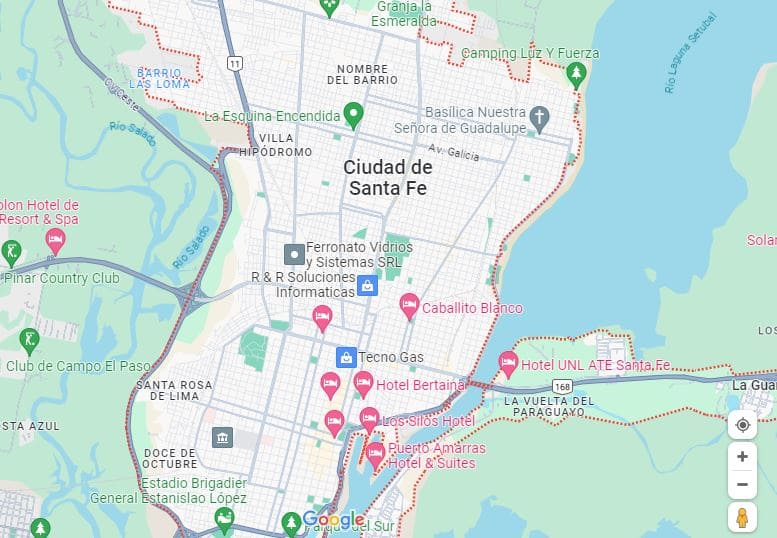 Granja la
Esmeralda
Camping Luz Y Fuerza
Río Laguna Setubal
11
NOMBRE
DEL BARRIO
BARRIO
LAS LOMA
Cv Oeste
La Esquina Encendida
Basílica Nuestra
Señora de Guadalupe
Río Salado
VILLA
HIPÓDROMO
Av. Galicia
Ciudad de
Santa Fe
olon Hotel de
Resort & Spa
Río Salado
Solar
Ferronato Vidrios
y Sistemas SRL
Pinar Country Club
R & R Soluciones
Informaticas
Caballito Blanco
LOS
Tecno Gas
Club de Campo El Paso
Hotel UNL ATE Santa Fe
SANTA ROSA
DE LIMA
Hotel Bertaina
168
La Gua
LA VUELTA DEL
PARAGUAYO
OSTA AZUL
Los Silos Hotel
DOCE DE
OCTUBRE
Puerto Amarras
Hotel & Suites
Estadio Brigadier
General Estanislao López
Google
Parque del Sur